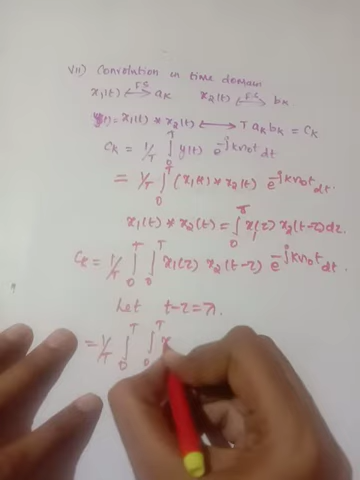 VII) Convolution in time domain
x₁(t) ⟷FS aₖ x₂(t) ⟷FS bₖ
y(t) = x₁(t) * x₂(t) ⟷ T aₖ bₖ = Cₖ
Cₖ = 1/T ∫₀ᵀ y(t) e^-jkω₀t dt
= 1/T ∫₀ᵀ (x₁(t) * x₂(t) e^-jkω₀t dt.
x₁(t) * x₂(t) = ∫₀ᵀ x₁(τ) x₂(t-τ) dτ.
Cₖ = 1/T ∫₀ᵀ ∫₀ᵀ x₁(τ) x₂(t-τ) e^-jkω₀t dt.
Let t-τ = λ.
= 1/T ∫₀ᵀ ∫₀ᵀ x